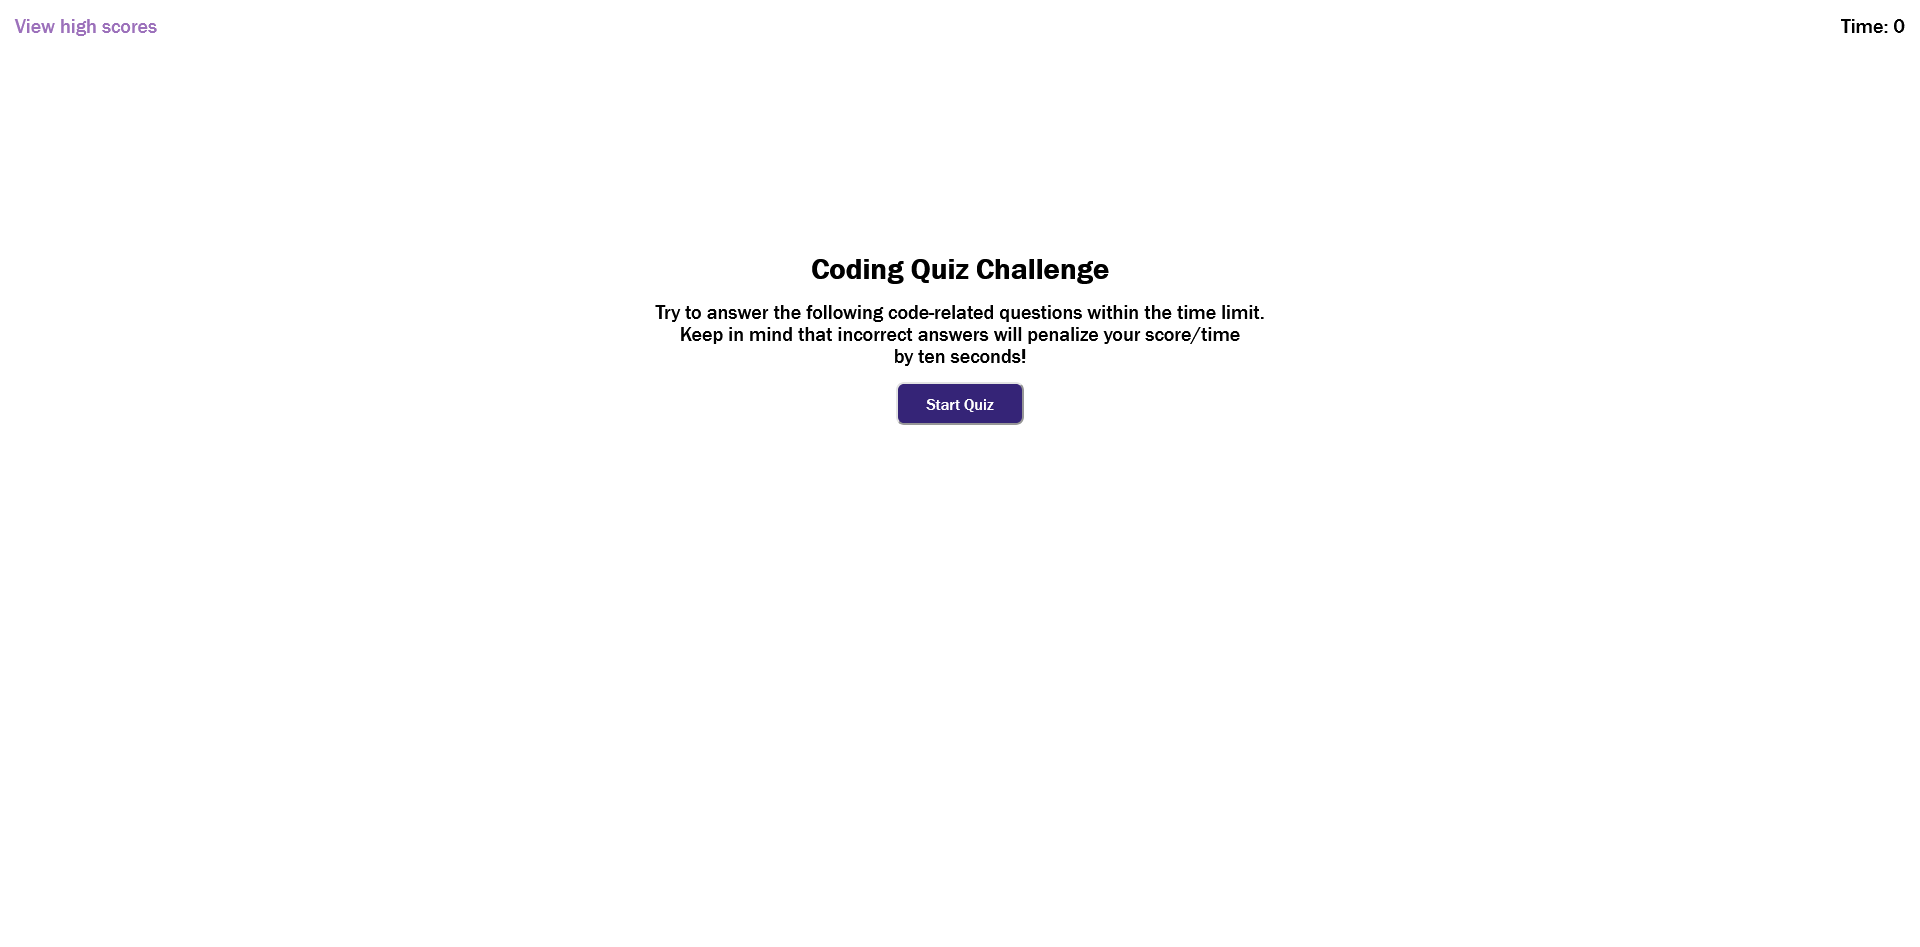 View high scores
Time: 0
Coding Quiz Challenge
Try to answer the following code-related questions within the time limit.
Keep in mind that incorrect answers will penalize your score/time
by ten seconds!
Start Quiz